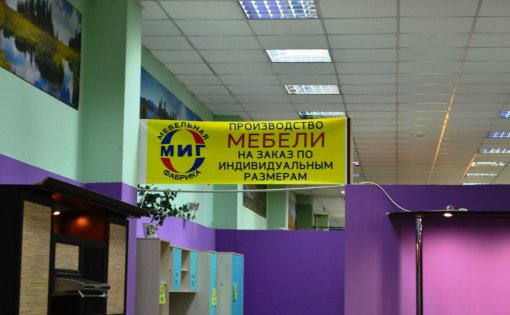 МЕБЕЛЬНАЯ
МИГ
ФАБРИКА
ПРОИЗВОДСТВО
МЕБЕЛИ
НА ЗАКАЗ ПО
ИНДИВИДУАЛЬНЫМ
РАЗМЕРАМ